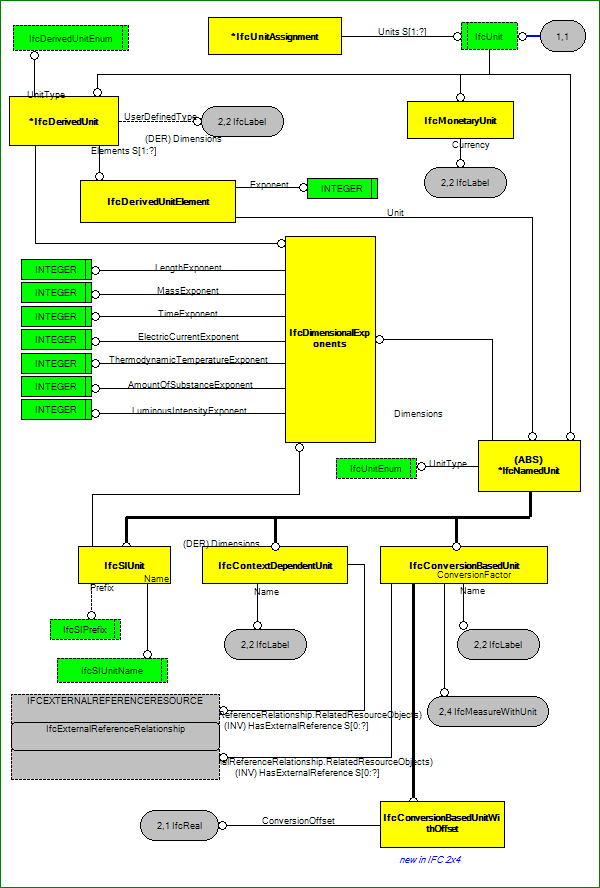 IfcDerivedUnitEnum
*IfcUnitAssignment
Units S[1:?]
IfcUnit
1,1
UnitType
*IfcDerivedUnit
UserDefinedType
2,2 IfcLabel
(DER) Dimensions
Elements S[1:?]
IfcMonetaryUnit
Currency
2,2 IfcLabel
IfcDerivedUnitElement
Exponent
INTEGER
Unit
INTEGER
LengthExponent
INTEGER
MassExponent
INTEGER
TimeExponent
INTEGER
ElectricCurrentExponent
INTEGER
ThermodynamicTemperatureExponent
INTEGER
AmountOfSubstanceExponent
INTEGER
LuminousIntensityExponent
IfcDimensionalExp
onents
Dimensions
IfcUnitEnum
UnitType
(ABS)
*IfcNamedUnit
(DER) Dimensions
IfcSIUnit
Name
Prefix
IfcContextDependentUnit
Name
IfcConversionBasedUnit
ConversionFactor
Name
IfcSIPrefix
IfcSIUnitName
2,2 IfcLabel
2,2 IfcLabel
IFCEXTERNALREFERENCERESOURCE
IfcExternalReferenceRelationship
ReferenceRelationship.RelatedResourceObjects)
(INV) HasExternalReference S[0:?]
2,4 IfcMeasureWithUnit
alReferenceRelationship.RelatedResourceObjects)
(INV) HasExternalReference S[0:?]
2,1 IfcReal
ConversionOffset
IfcConversionBasedUnitWi
thOffset
new in IFC 2x4